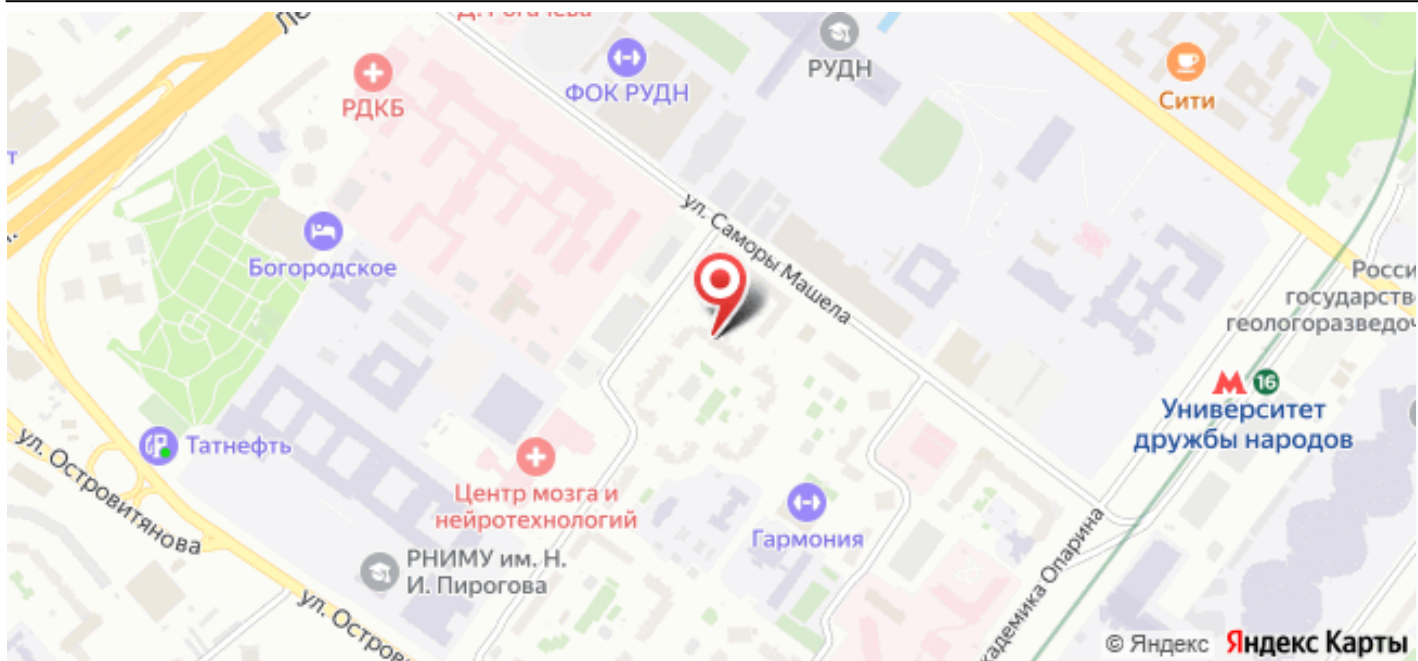 Д. Рогачёва
РДКБ
ФОК РУДН
РУДН
Сити
ул. Саморы Машела
Богородское
Росси
государств
геологоразведоч
16
Университет
дружбы народов
Татнефть
ул. Островитянова
Центр мозга и
нейротехнологий
Гармония
РНИМУ им. Н.
И. Пирогова
ул. Остров
кадемика Опарина
© Яндекс Яндекс Карты